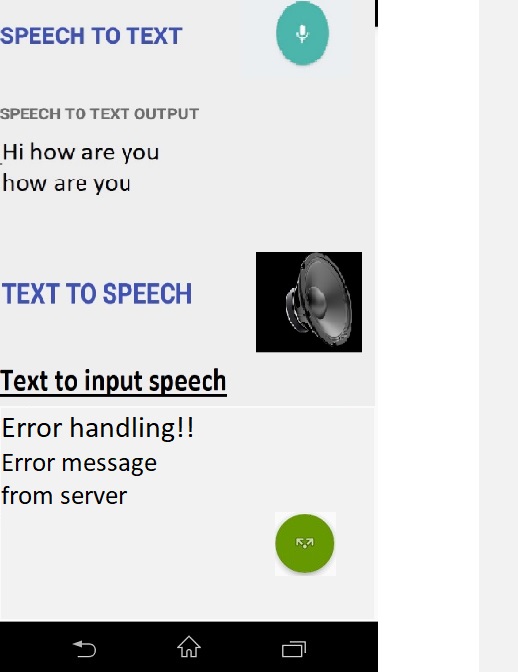 SPEECH TO TEXT
SPEECH TO TEXT OUTPUT
Hi how are you
how are you
TEXT TO SPEECH
Text to input speech
Error handling!!
Error message
from server